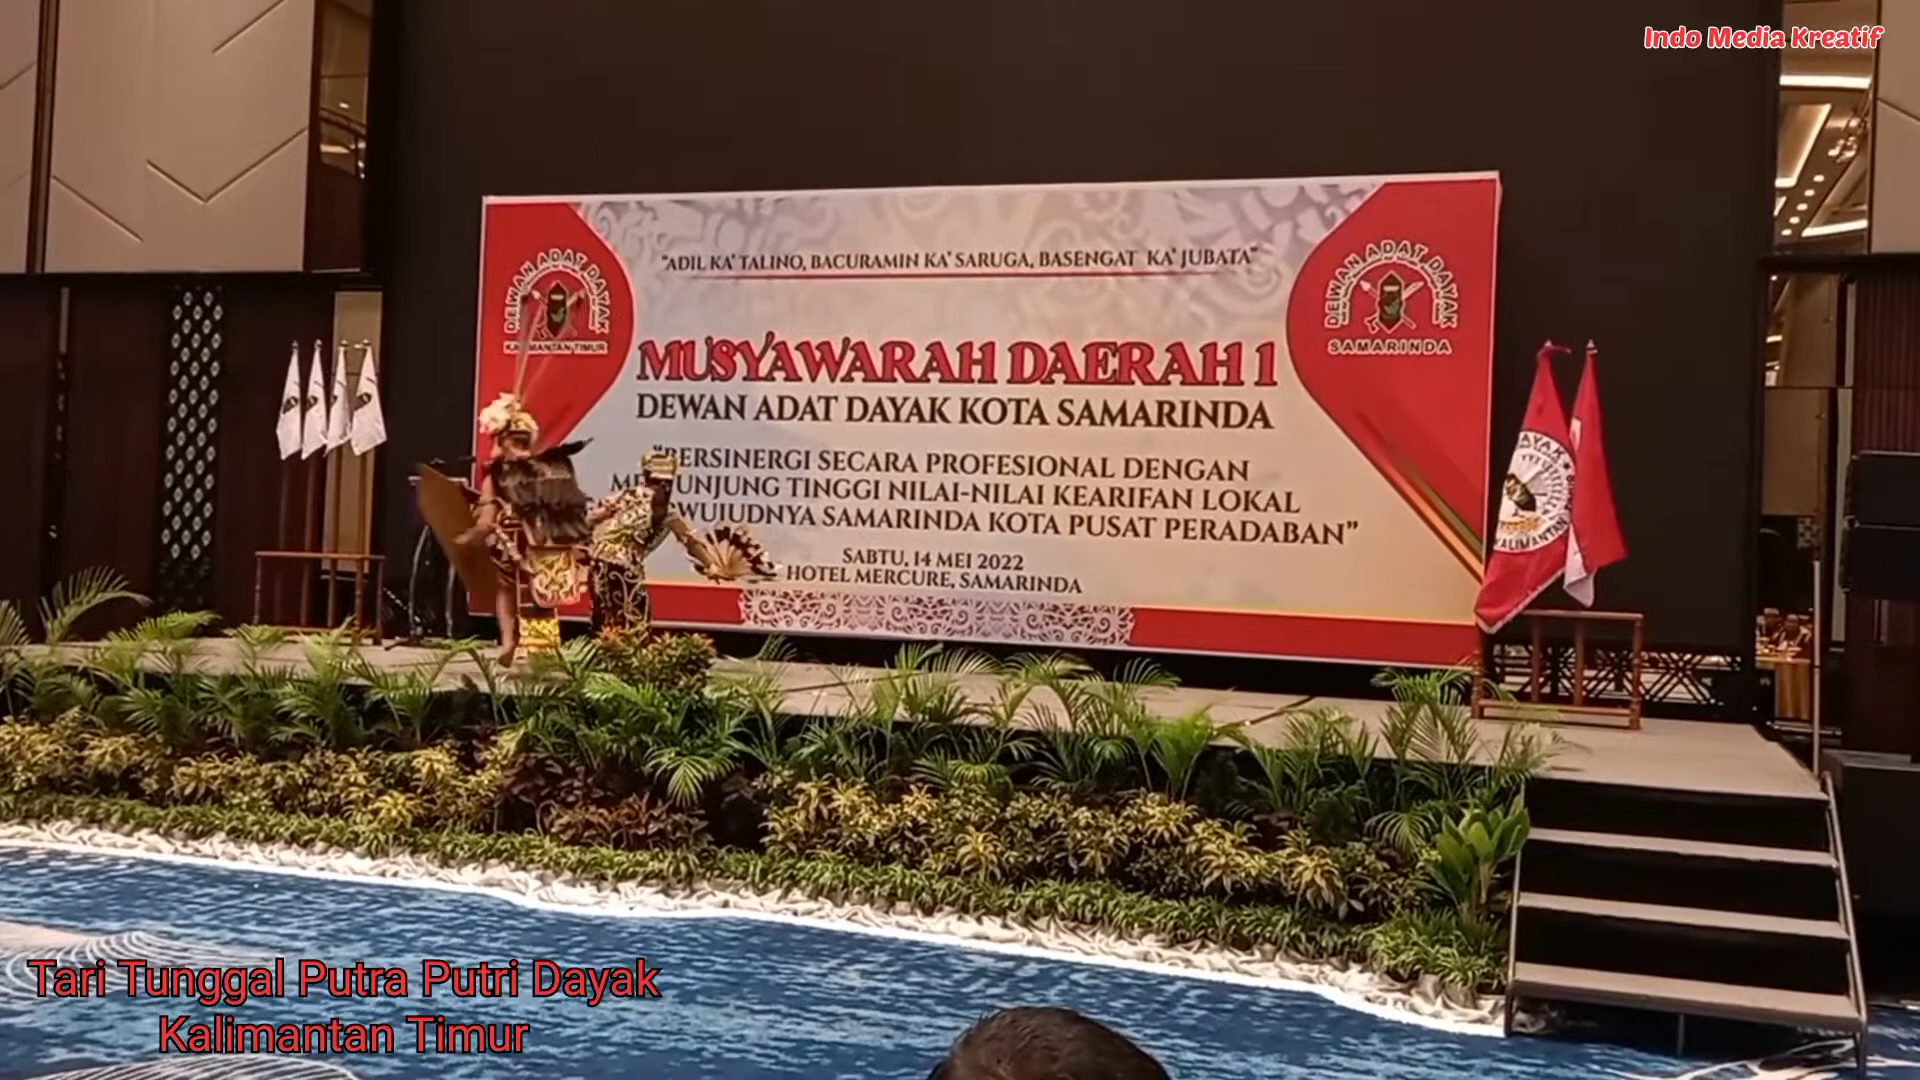 Indo Media Kreatif
"ADIL KA' TALINO, BACURAMIN KA' SARUGA, BASENGAT KA' JUBATA"
DEWAN ADAT DAYAK
KALIMANTAN TIMUR
DEWAN ADAT DAYAK
SAMARINDA
MUSYAWARAH DAERAH 1
DEWAN ADAT DAYAK KOTA SAMARINDA
"BERSINERGI SECARA PROFESIONAL DENGAN
TINGGI NILAI-NILAI KEARIFAN LOKAL
SAMARINDA KOTA PUSAT PERADABAN"
SABTU, 14 MEI 2022
HOTEL MERCURE, SAMARINDA
Tari Tunggal Putra Putri Dayak
Kalimantan Timur